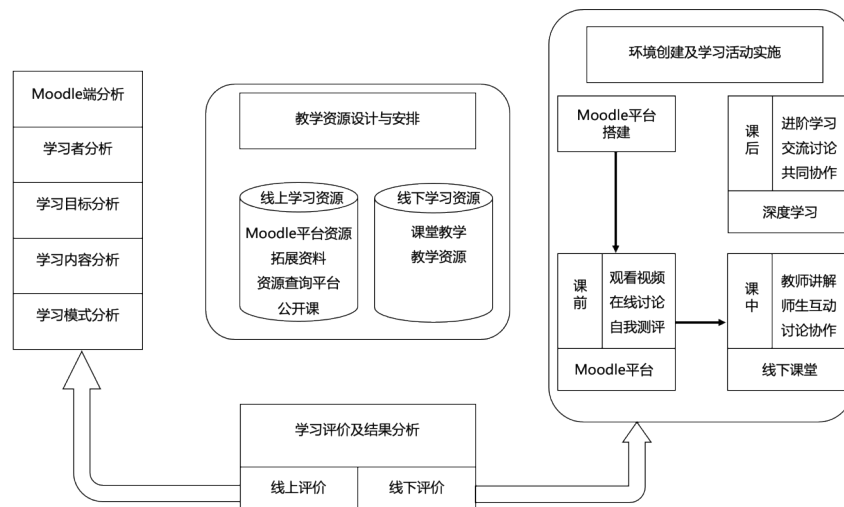 Moodle端分析
学习者分析
学习目标分析
学习内容分析
学习模式分析
教学资源设计与安排
线上学习资源
Moodle平台资源
拓展资料
资源查询平台
公开课
线下学习资源
课堂教学
教学资源
环境创建及学习活动实施
Moodle平台
搭建
课前
观看视频
在线讨论
自我测评
Moodle平台
课后
进阶学习
交流讨论
共同协作
深度学习
课中
教师讲解
师生互动
讨论协作
线下课堂
学习评价及结果分析
线上评价
线下评价